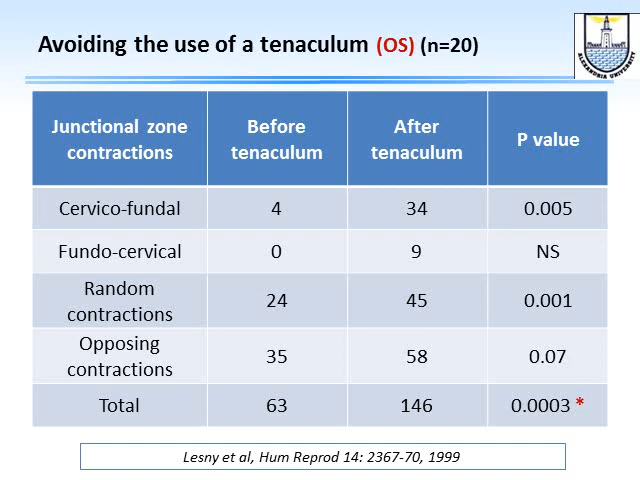 Avoiding the use of a tenaculum (OS) (n=20)
ALEXANDRIA UNIVERSITY
Junctional zone contractions Before tenaculum After tenaculum P value
Cervico-fundal 4 34 0.005
Fundo-cervical 0 9 NS
Random contractions 24 45 0.001
Opposing contractions 35 58 0.07
Total 63 146 0.0003 *
Lesny et al, Hum Reprod 14: 2367-70, 1999